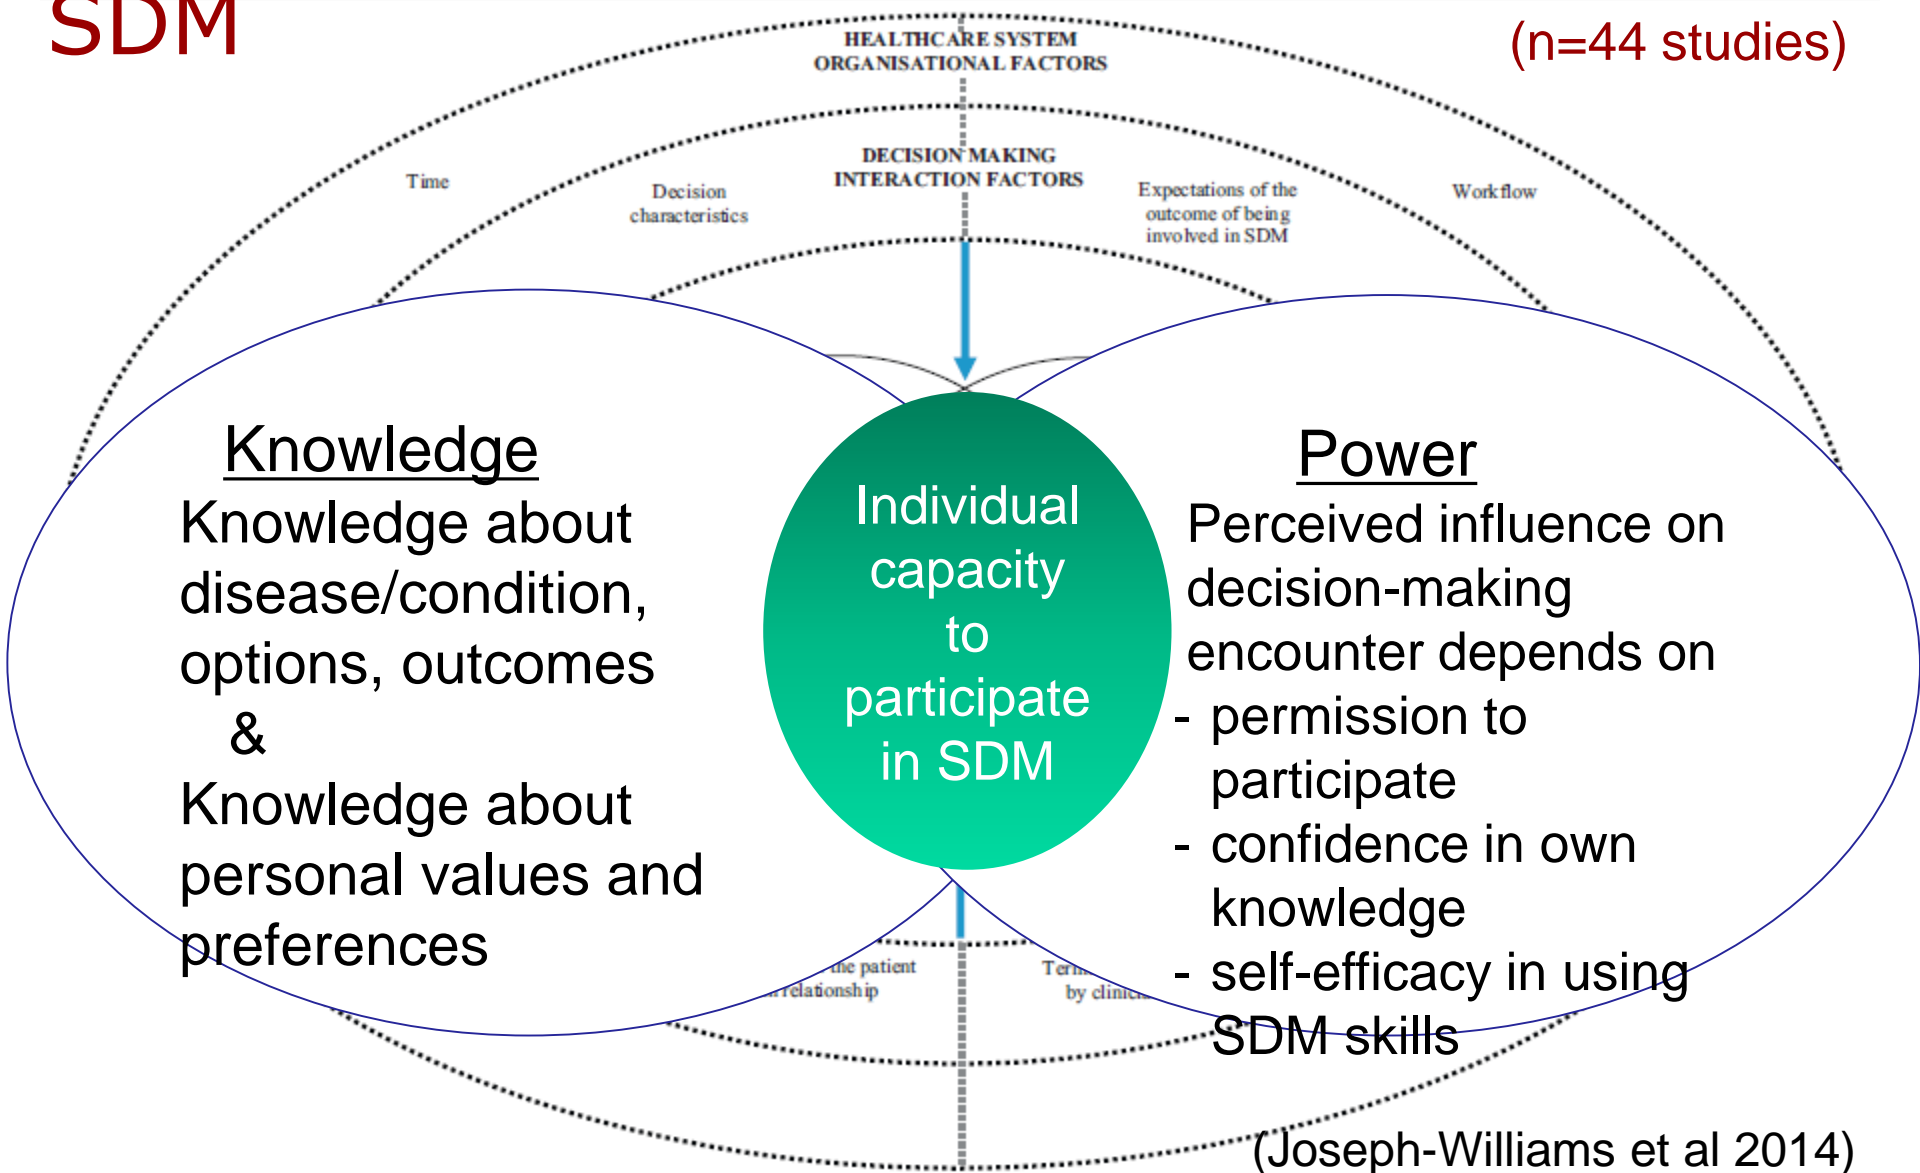 SDM
(n=44 studies)
HEALTHCARE SYSTEM
ORGANISATIONAL FACTORS
DECISION MAKING
INTERACTION FACTORS
Time
Decision
characteristics
Expectations of the
outcome of being
involved in SDM
Workflow
Knowledge
Knowledge about
disease/condition,
options, outcomes
&
Knowledge about
personal values and
preferences
Individual
capacity
to
participate
in SDM
Power
Perceived influence on
decision-making
encounter depends on
- permission to
participate
- confidence in own
knowledge
- self-efficacy in using
SDM skills
the patient
relationship
by
(Joseph-Williams et al 2014)